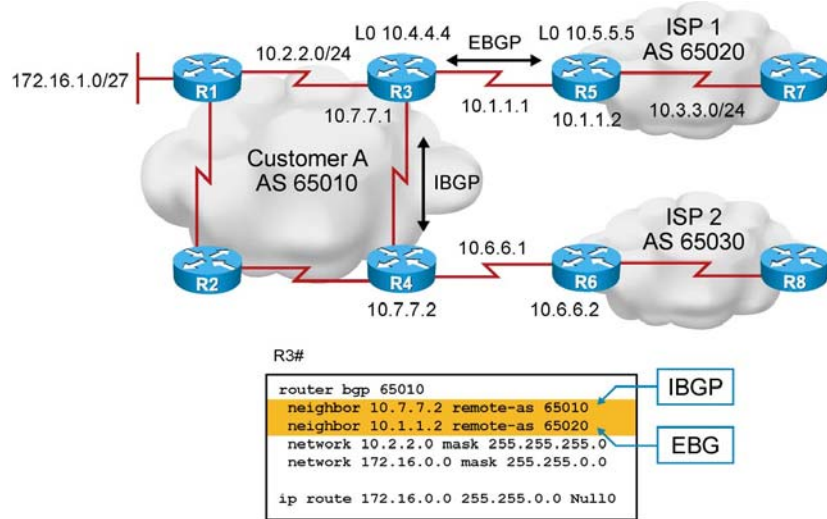 ISP 1
AS 65020
10.2.2.0/24
L0 10.4.4.4
EBGP
L0 10.5.5.5
172.16.1.0/27
R1
R3
R5
R7
10.7.7.1
10.1.1.1
10.1.1.2
10.3.3.0/24
Customer A
AS 65010
IBGP
ISP 2
AS 65030
10.6.6.1
R2
R4
R6
R8
10.7.7.2
10.6.6.2
R3#
router bgp 65010
neighbor 10.7.7.2 remote-as 65010
neighbor 10.1.1.2 remote-as 65020
network 10.2.2.0 mask 255.255.255.0
network 172.16.0.0 mask 255.255.0.0
ip route 172.16.0.0 255.255.0.0 Null0
IBGP
EBG